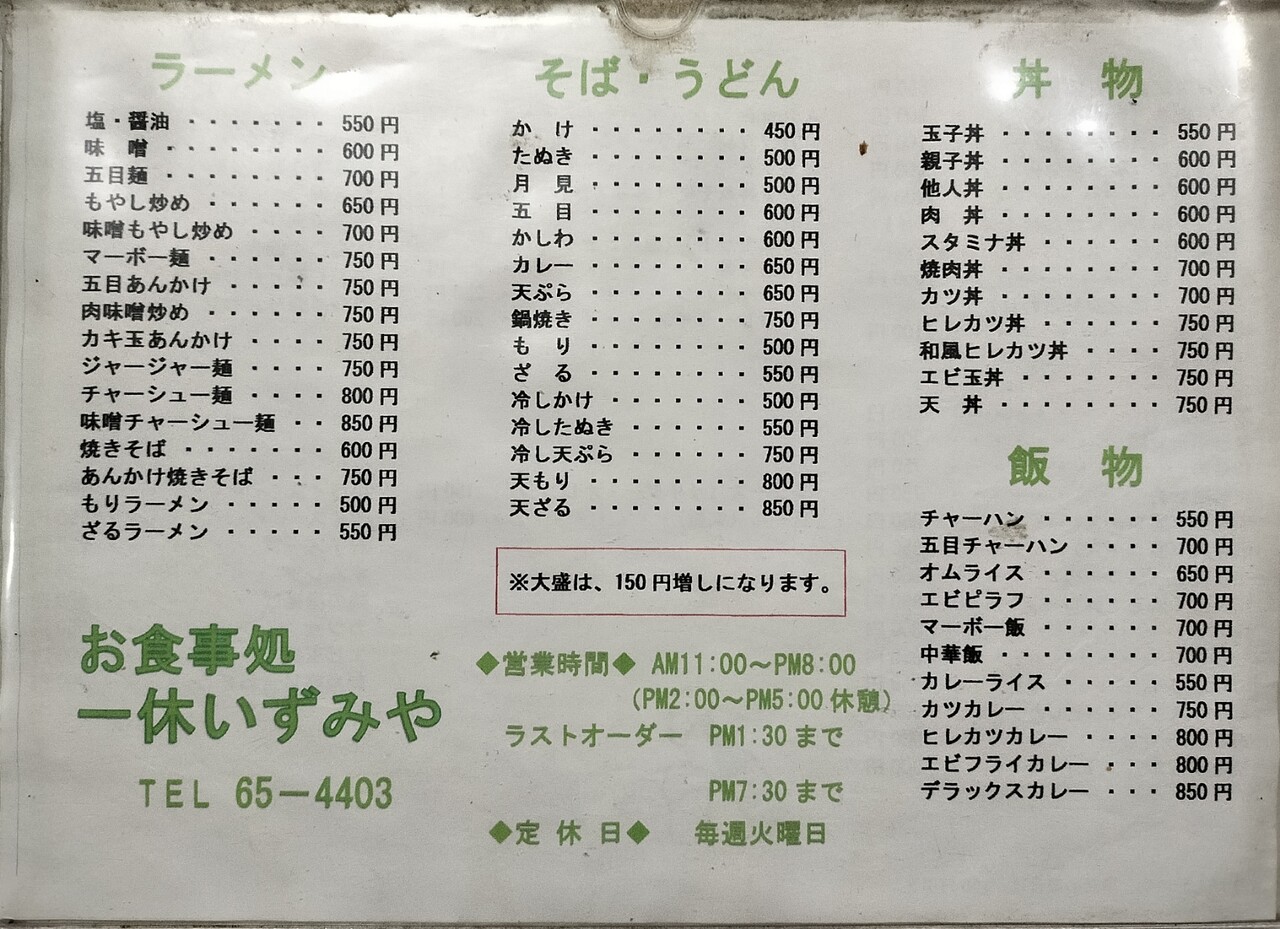 ラーメン
塩・醤油 ・・・・・・・ 550円
味　噌 ・・・・・・・・ 600円
五目麺 ・・・・・・・・ 700円
もやし炒め ・・・・・・ 650円
味噌もやし炒め ・・・・ 700円
マーボー麺 ・・・・・・ 750円
五目あんかけ ・・・・・ 750円
肉味噌炒め ・・・・・・ 750円
カキ玉あんかけ ・・・・ 750円
ジャージャー麺 ・・・・ 750円
チャーシュー麺 ・・・・ 800円
味噌チャーシュー麺 ・・ 850円
焼きそば ・・・・・・・ 600円
あんかけ焼きそば ・・・ 750円
もりラーメン ・・・・・ 500円
ざるラーメン ・・・・・ 550円
お食事処
一休いずみや
TEL 65－4403
そば・うどん
か　け ・・・・・・・・ 450円
たぬき ・・・・・・・・ 500円
月　見 ・・・・・・・・ 500円
五　目 ・・・・・・・・ 600円
かしわ ・・・・・・・・ 600円
カレー ・・・・・・・・ 650円
天ぷら ・・・・・・・・ 650円
鍋焼き ・・・・・・・・ 750円
も　り ・・・・・・・・ 500円
ざ　る ・・・・・・・・ 550円
冷しかけ ・・・・・・・ 500円
冷したぬき ・・・・・・ 550円
冷し天ぷら ・・・・・・ 750円
天もり ・・・・・・・・ 800円
天ざる ・・・・・・・・ 850円
※大盛は、150円増しになります。
◆営業時間◆ AM11:00～PM8:00
(PM2:00～PM5:00休憩)
ラストオーダー PM1:30まで
PM7:30まで
◆定 休 日◆ 毎週火曜日
丼　物
玉子丼 ・・・・・・・・ 550円
親子丼 ・・・・・・・・ 600円
他人丼 ・・・・・・・・ 600円
肉　丼 ・・・・・・・・ 600円
スタミナ丼 ・・・・・・ 600円
焼肉丼 ・・・・・・・・ 700円
カツ丼 ・・・・・・・・ 700円
ヒレカツ丼 ・・・・・・ 750円
和風ヒレカツ丼 ・・・・ 750円
エビ玉丼 ・・・・・・・ 750円
天　丼 ・・・・・・・・ 750円
飯　物
チャーハン ・・・・・・ 550円
五目チャーハン ・・・・ 700円
オムライス ・・・・・・ 650円
エビピラフ ・・・・・・ 700円
マーボー飯 ・・・・・・ 700円
中華飯 ・・・・・・・・ 700円
カレーライス ・・・・・ 550円
カツカレー ・・・・・・ 750円
ヒレカツカレー ・・・・ 800円
エビフライカレー ・・・ 800円
デラックスカレー ・・・ 850円